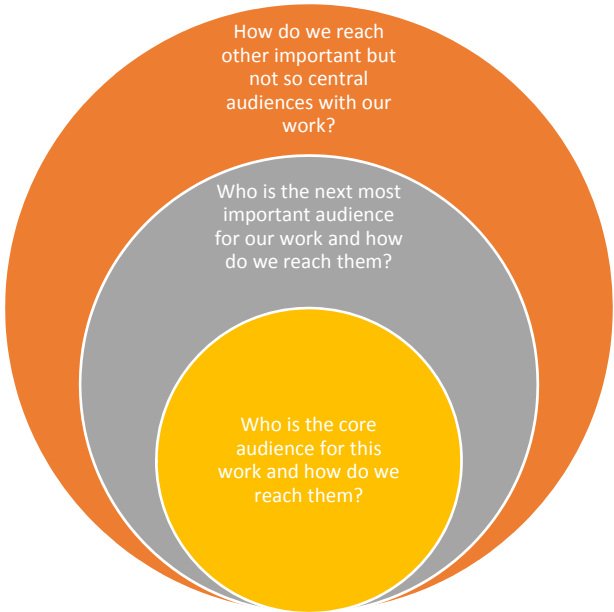 How do we reach
other important but
not so central
audiences with our
work?
Who is the next most
important audience
for our work and how
do we reach them?
Who is the core
audience for this
work and how do we
reach them?